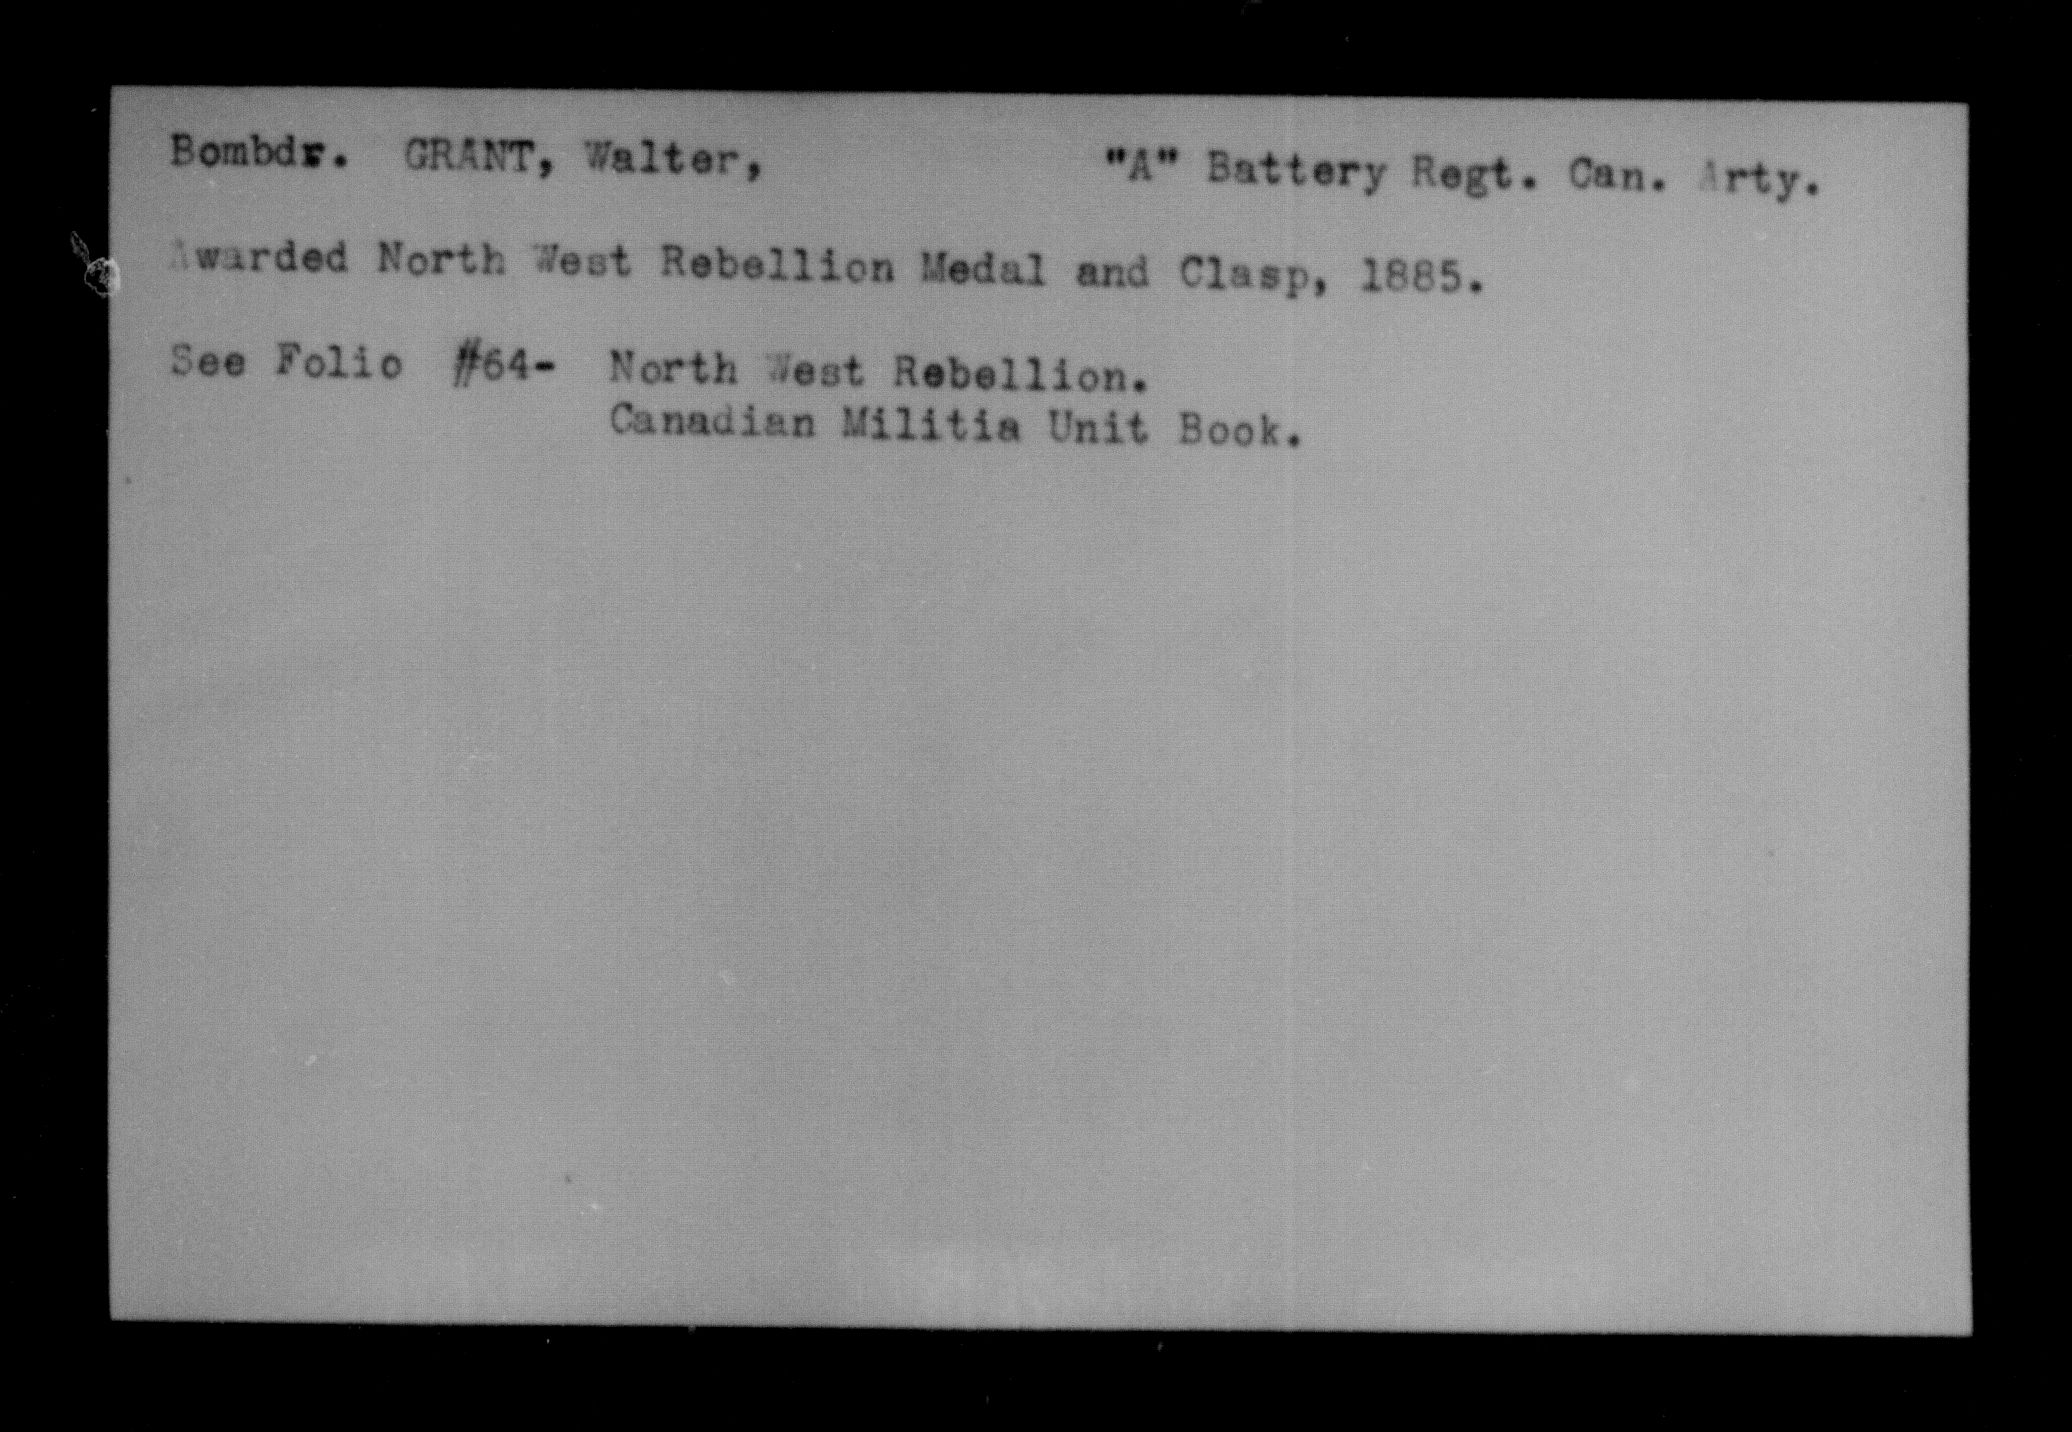 Bombdr. GRANT, Walter, "A" Battery Regt. Can. Arty.
Awarded North West Rebellion Medal and Clasp, 1885.
See Folio #64- North West Rebellion.
Canadian Militia Unit Book.